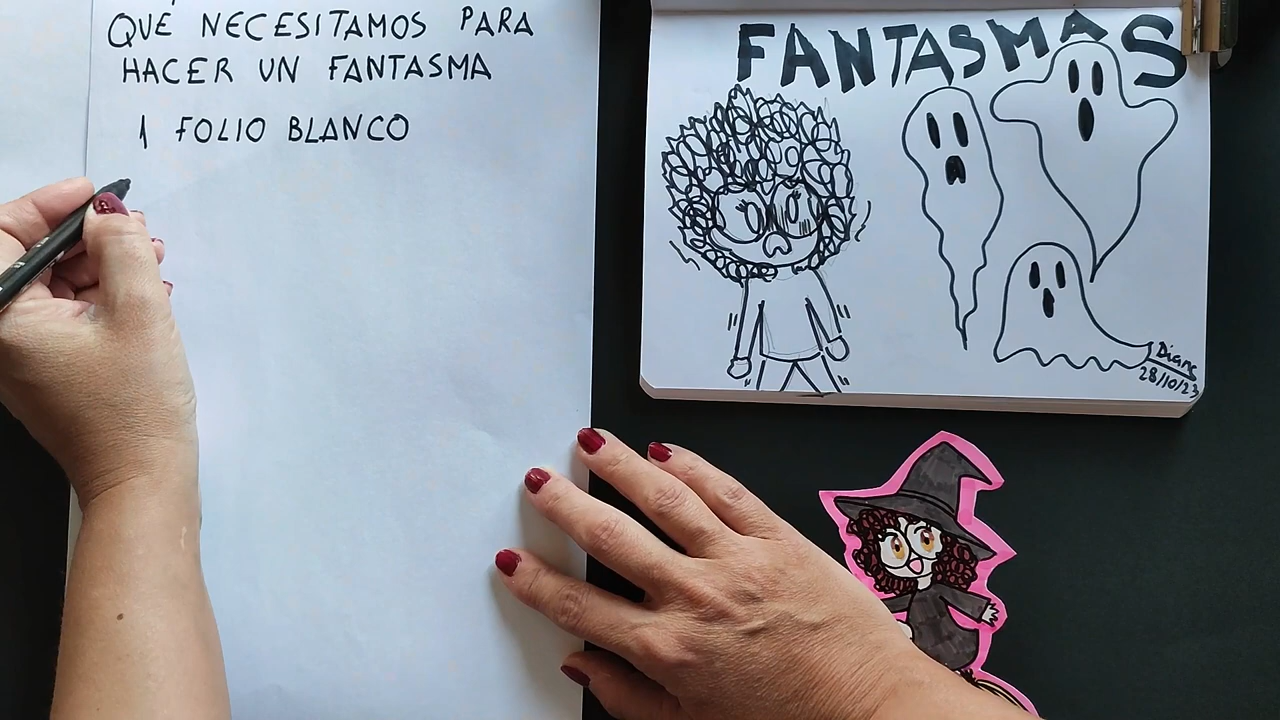 QUÉ NECESITAMOS PARA
HACER UN FANTASMA
1 FOLIO BLANCO
FANTASMAS
Diana
28/10/23